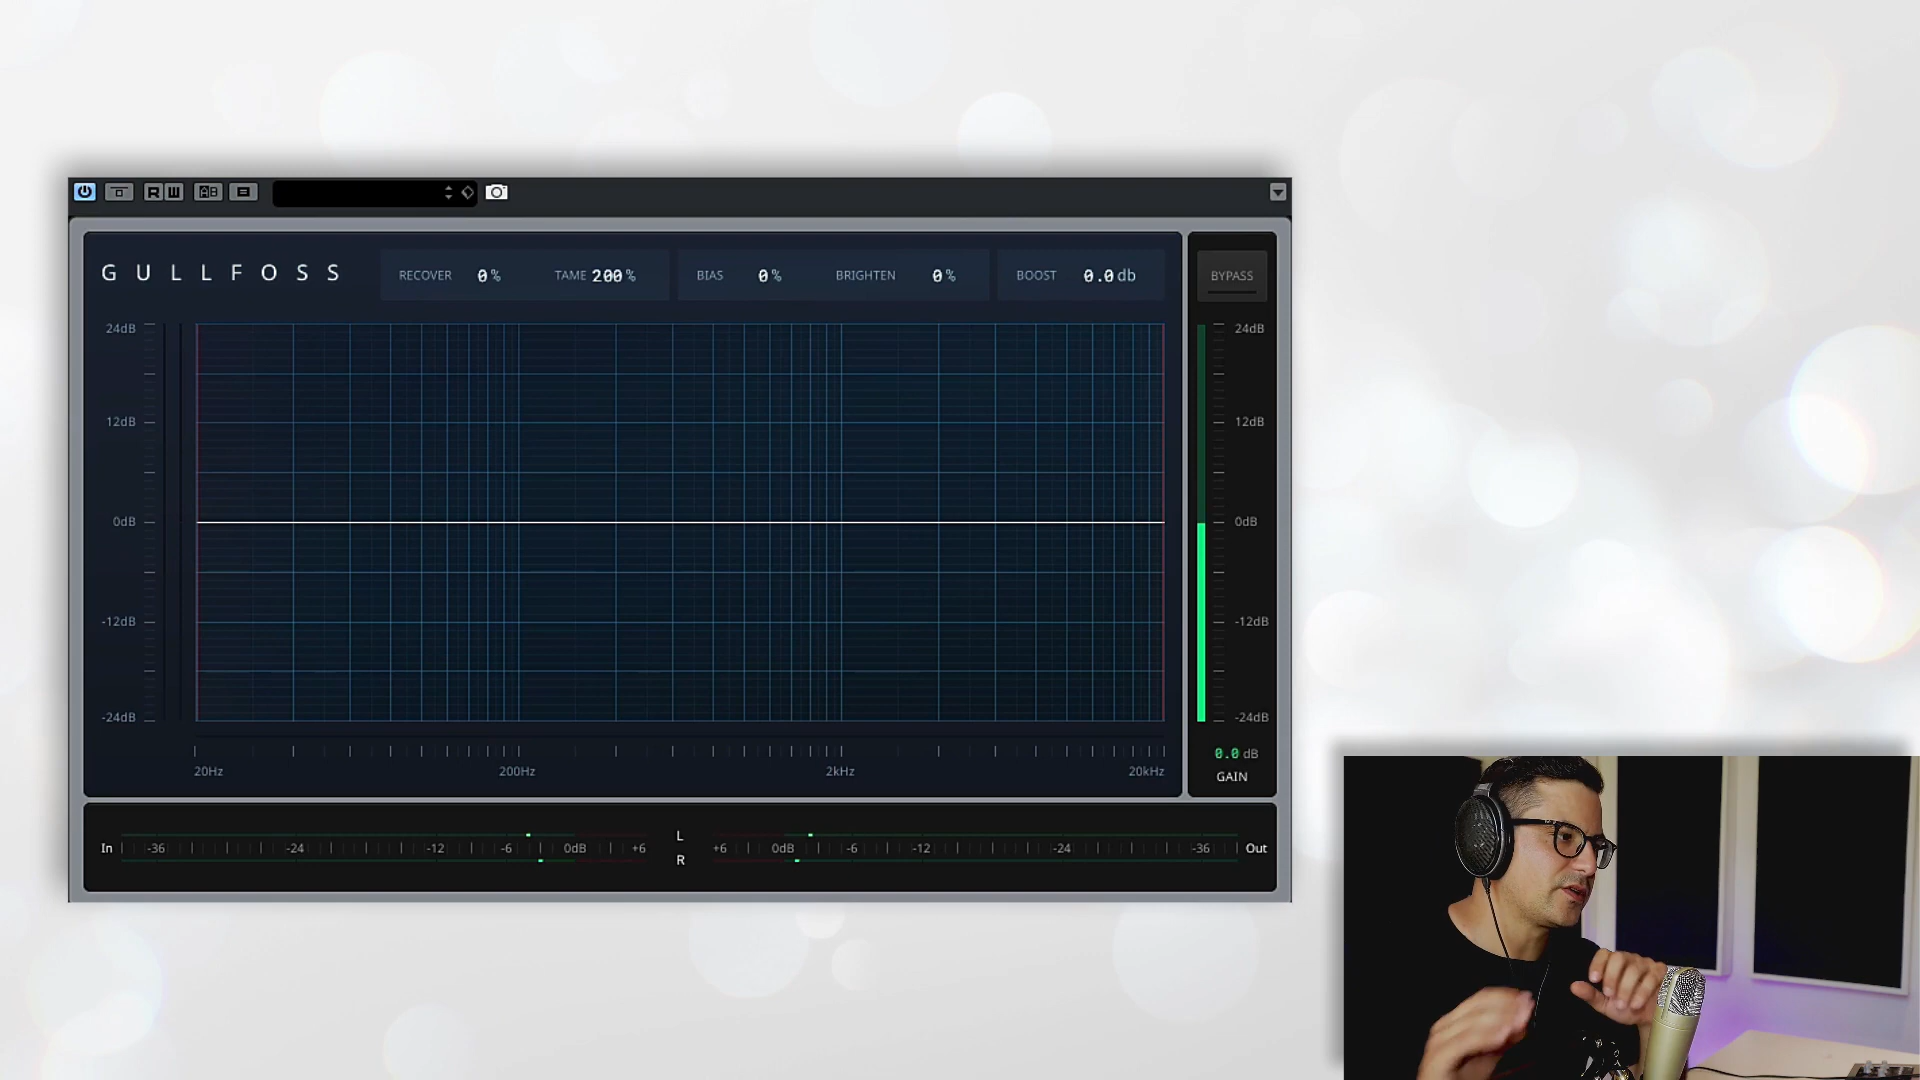 R W AB
GULLFOSS RECOVER 0% TAME 200% BIAS 0% BRIGHTEN 0% BOOST 0.0db BYPASS
24dB 24dB
12dB 12dB
0dB 0dB
-12dB -12dB
-24dB -24dB
0.0 dB
20Hz 200Hz 2kHz 20kHz GAIN
L
In -36 -24 -12 -6 0dB +6 +6 0dB -6 -12 -24 -36 Out
R